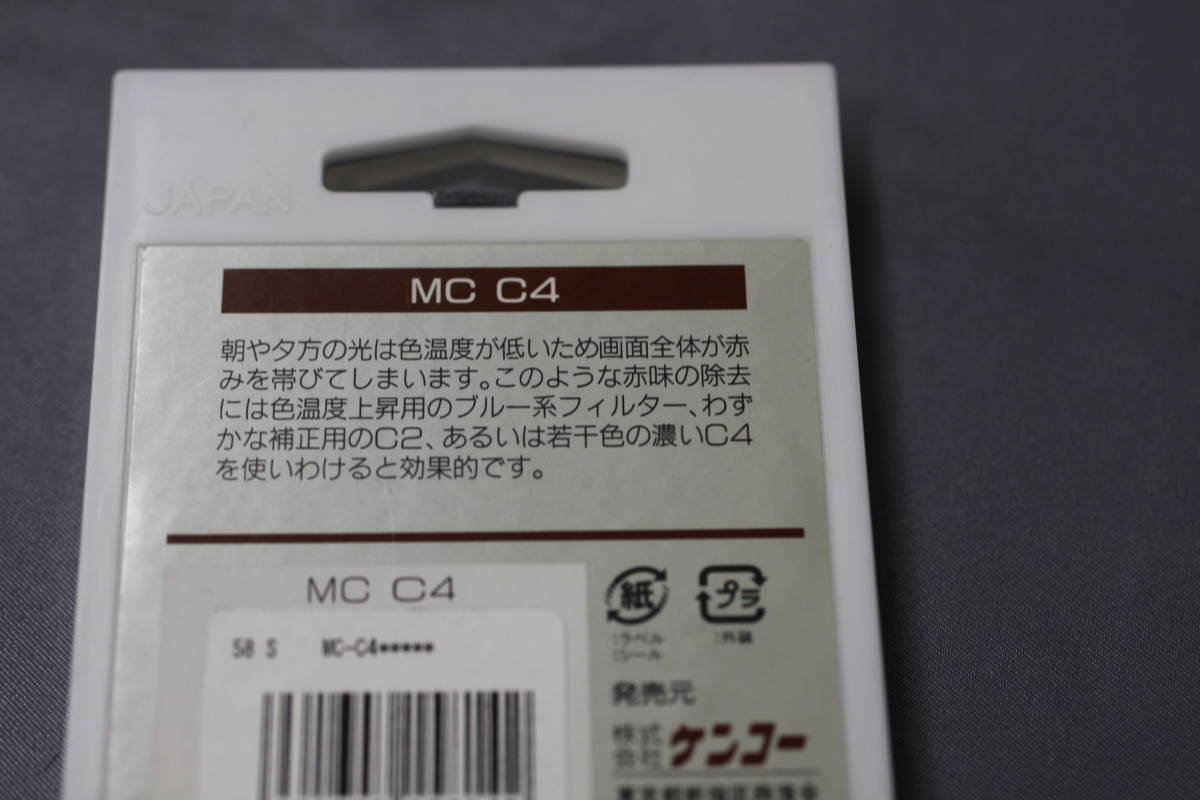 JAPAN
MC C4
朝や夕方の光は色温度が低いため画面全体が赤
みを帯びてしまいます。このような赤味の除去
には色温度上昇用のブルー系フィルター、わず
かな補正用のC2、あるいは若干色の濃いC4
を使いわけると効果的です。
MC C4
58 S MC-C4*****
紙
プラ
:ラベル
:シール
:外装
発売元
株式
会社
ケンコー